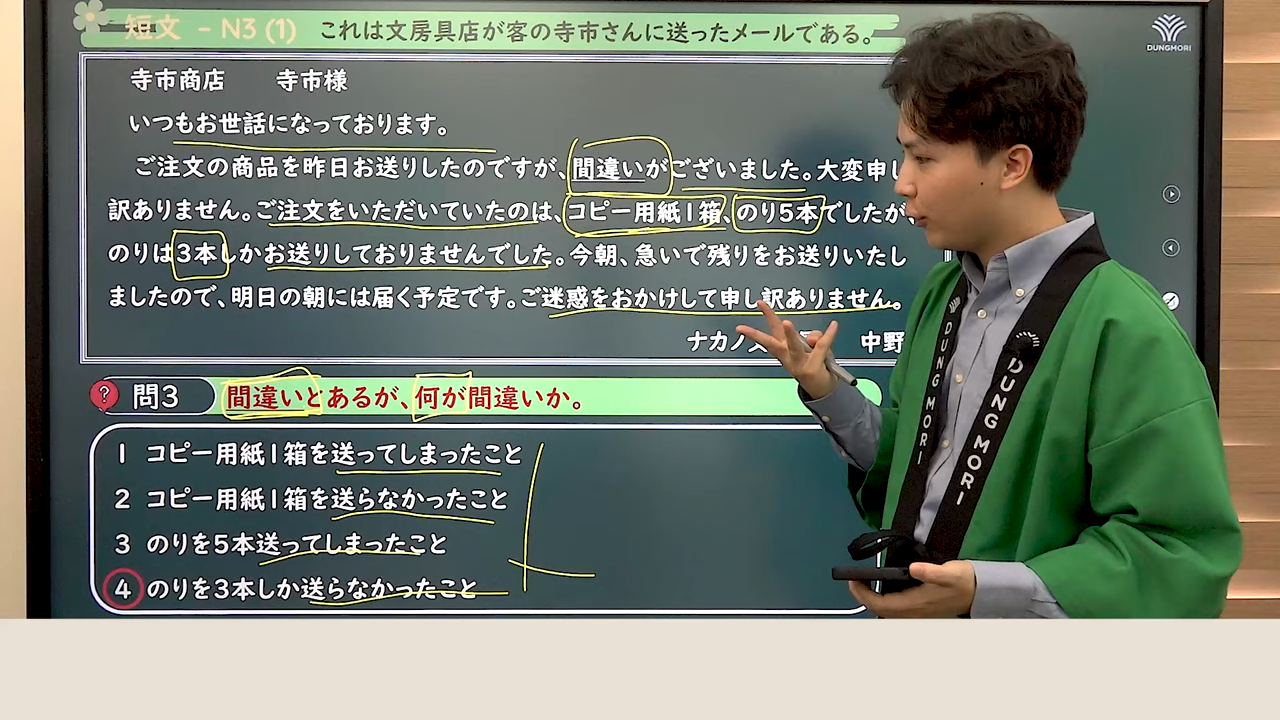 短文 - N3 (1) これは文房具店が客の寺市さんに送ったメールである。
DUNGMORI
寺市商店 寺市様
いつもお世話になっております。
ご注文の商品を昨日お送りしたのですが、間違いがございました。大変申し
訳ありません。ご注文をいただいていたのは、コピー用紙1箱、のり5本でしたが、
のりは3本しかお送りしておりませんでした。今朝、急いで残りをお送りいたし
ましたので、明日の朝には届く予定です。ご迷惑をおかけして申し訳ありません。
ナカノ 中野
? 問3 間違いとあるが、何が間違いか。
1 コピー用紙1箱を送ってしまったこと
2 コピー用紙1箱を送らなかったこと
3 のりを5本送ってしまったこと
4 のりを3本しか送らなかったこと
DUNG MORI
DUNG MORI